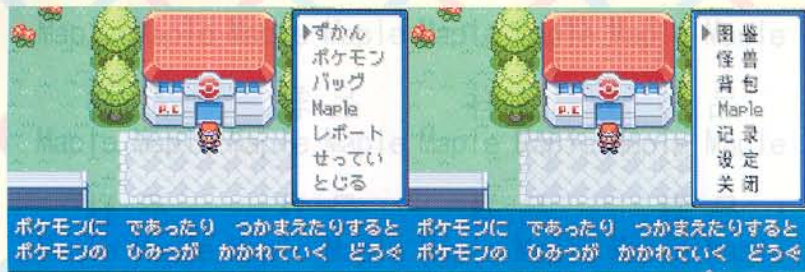 ずかん
ポケモン
バッグ
Maple
レポート
せってい
とじる
P.C
ポケモンに であったり つかまえたりすると
ポケモンの ひみつが かかれていく どうぐ
图鉴
怪兽
背包
Maple
记录
设定
关闭
P.C
ポケモンに であったり つかまえたりすると
ポケモンの ひみつが かかれていく どうぐ